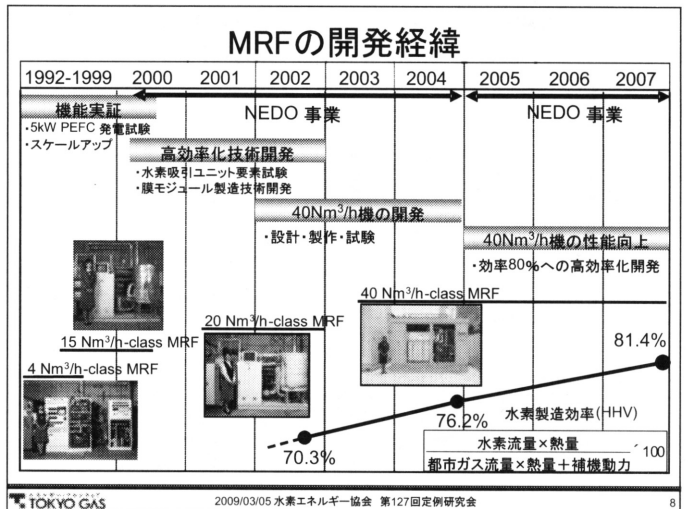 MRFの開発経緯
1992-1999 2000 2001 2002 2003 2004 2005 2006 2007
機能実証
NEDO 事業
NEDO 事業
・5kW PEFC 発電試験
・スケールアップ
高効率化技術開発
・水素吸引ユニット要素試験
・膜モジュール製造技術開発
40Nm³/h機の開発
・設計・製作・試験
40Nm³/h機の性能向上
・効率80%への高効率化開発
40 Nm³/h-class MRF
20 Nm³/h-class MRF
15 Nm³/h-class MRF
4 Nm³/h-class MRF
81.4%
76.2%
70.3%
水素製造効率(HHV)
水素流量×熱量
´100
都市ガス流量×熱量＋補機動力
TOKYO GAS
2009/03/05 水素エネルギー協会 第127回定例研究会
8